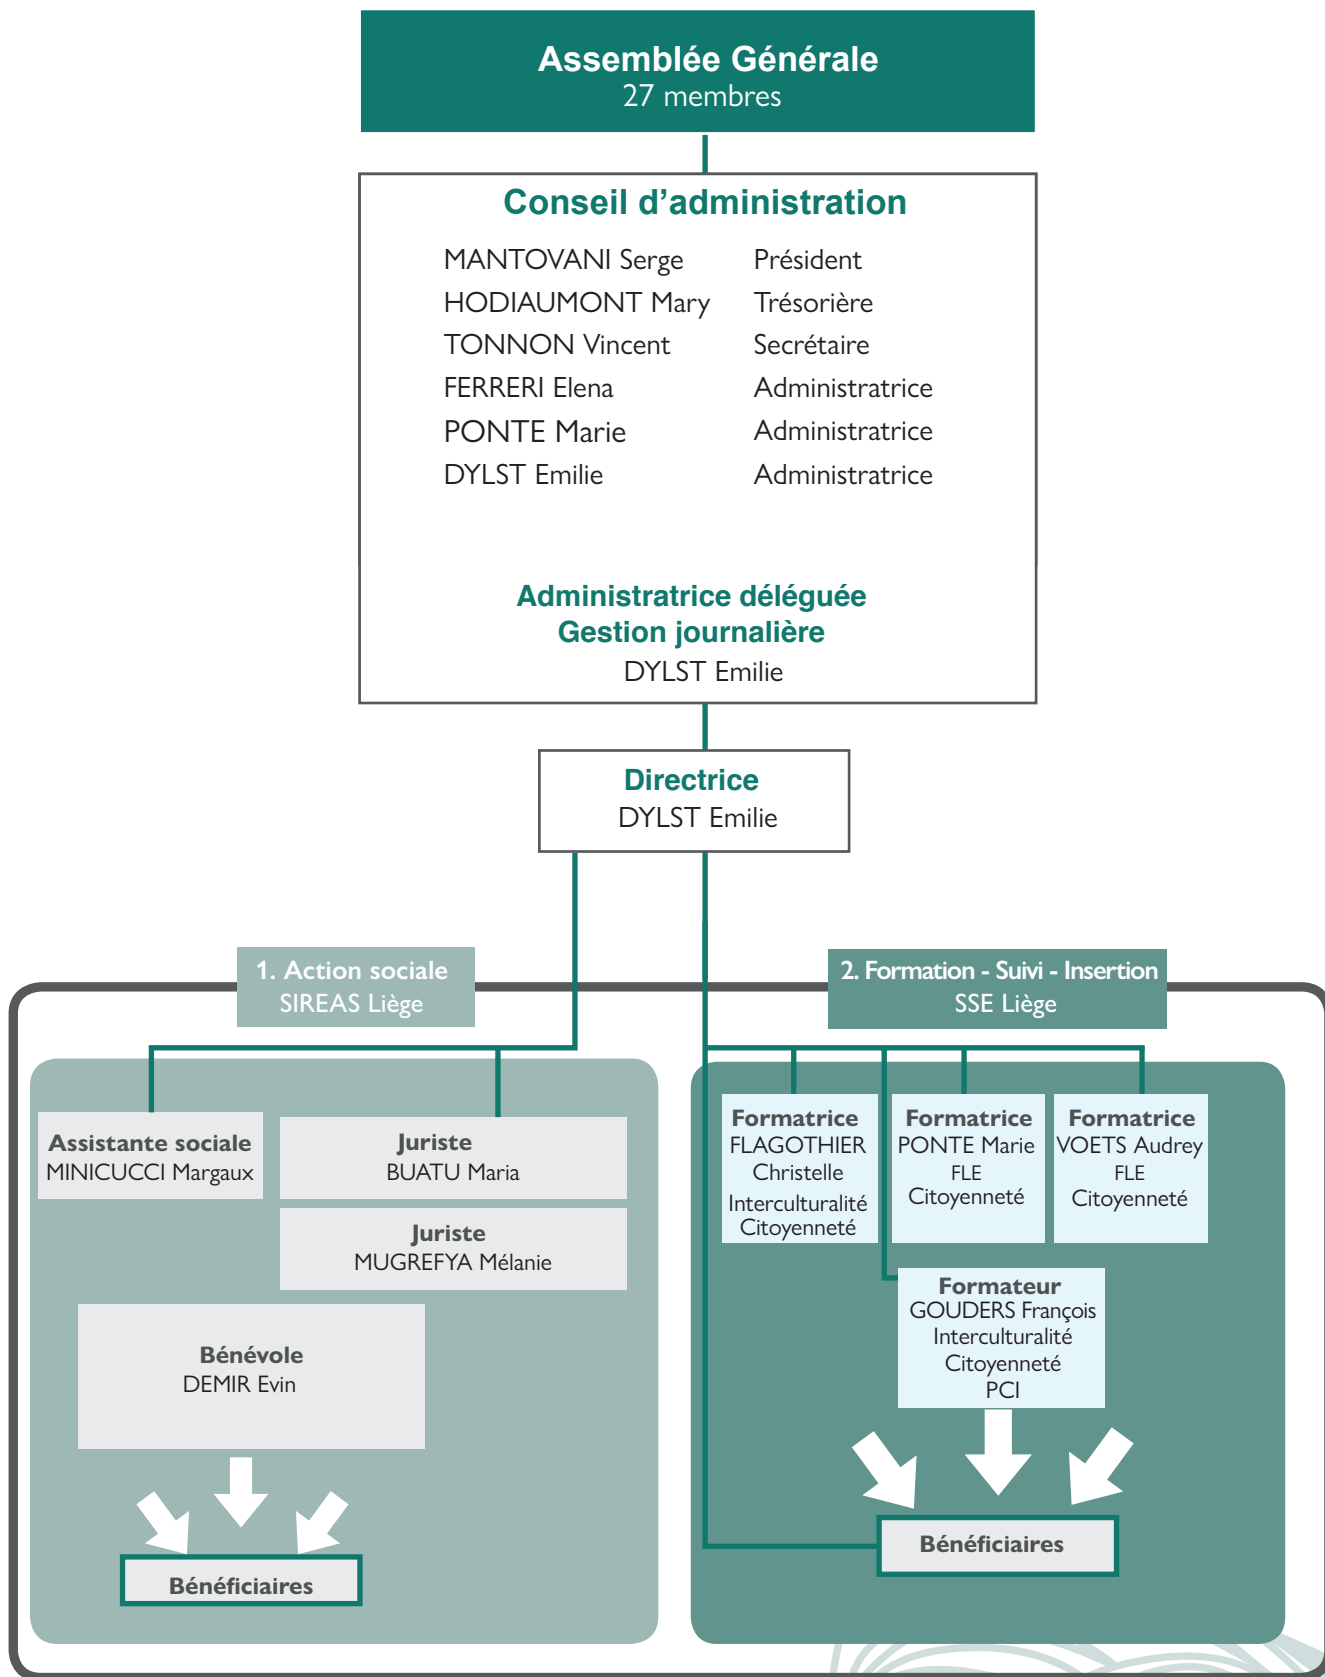 Assemblée Générale
27 membres
Conseil d’administration
MANTOVANI Serge Président
HODIAUMONT Mary Trésorière
TONNON Vincent Secrétaire
FERRERI Elena Administratrice
PONTE Marie Administratrice
DYLST Emilie Administratrice
Administratrice déléguée
Gestion journalière
DYLST Emilie
Directrice
DYLST Emilie
1. Action sociale
SIREAS Liège
Assistante sociale
MINICUCCI Margaux
Juriste
BUATU Maria
Juriste
MUGREFYA Mélanie
Bénévole
DEMIR Evin
Bénéficiaires
2. Formation - Suivi - Insertion
SSE Liège
Formatrice
FLAGOTHIER
Christelle
Interculturalité
Citoyenneté
Formatrice
PONTE Marie
FLE
Citoyenneté
Formatrice
VOETS Audrey
FLE
Citoyenneté
Formateur
GOUDERS François
Interculturalité
Citoyenneté
PCI
Bénéficiaires